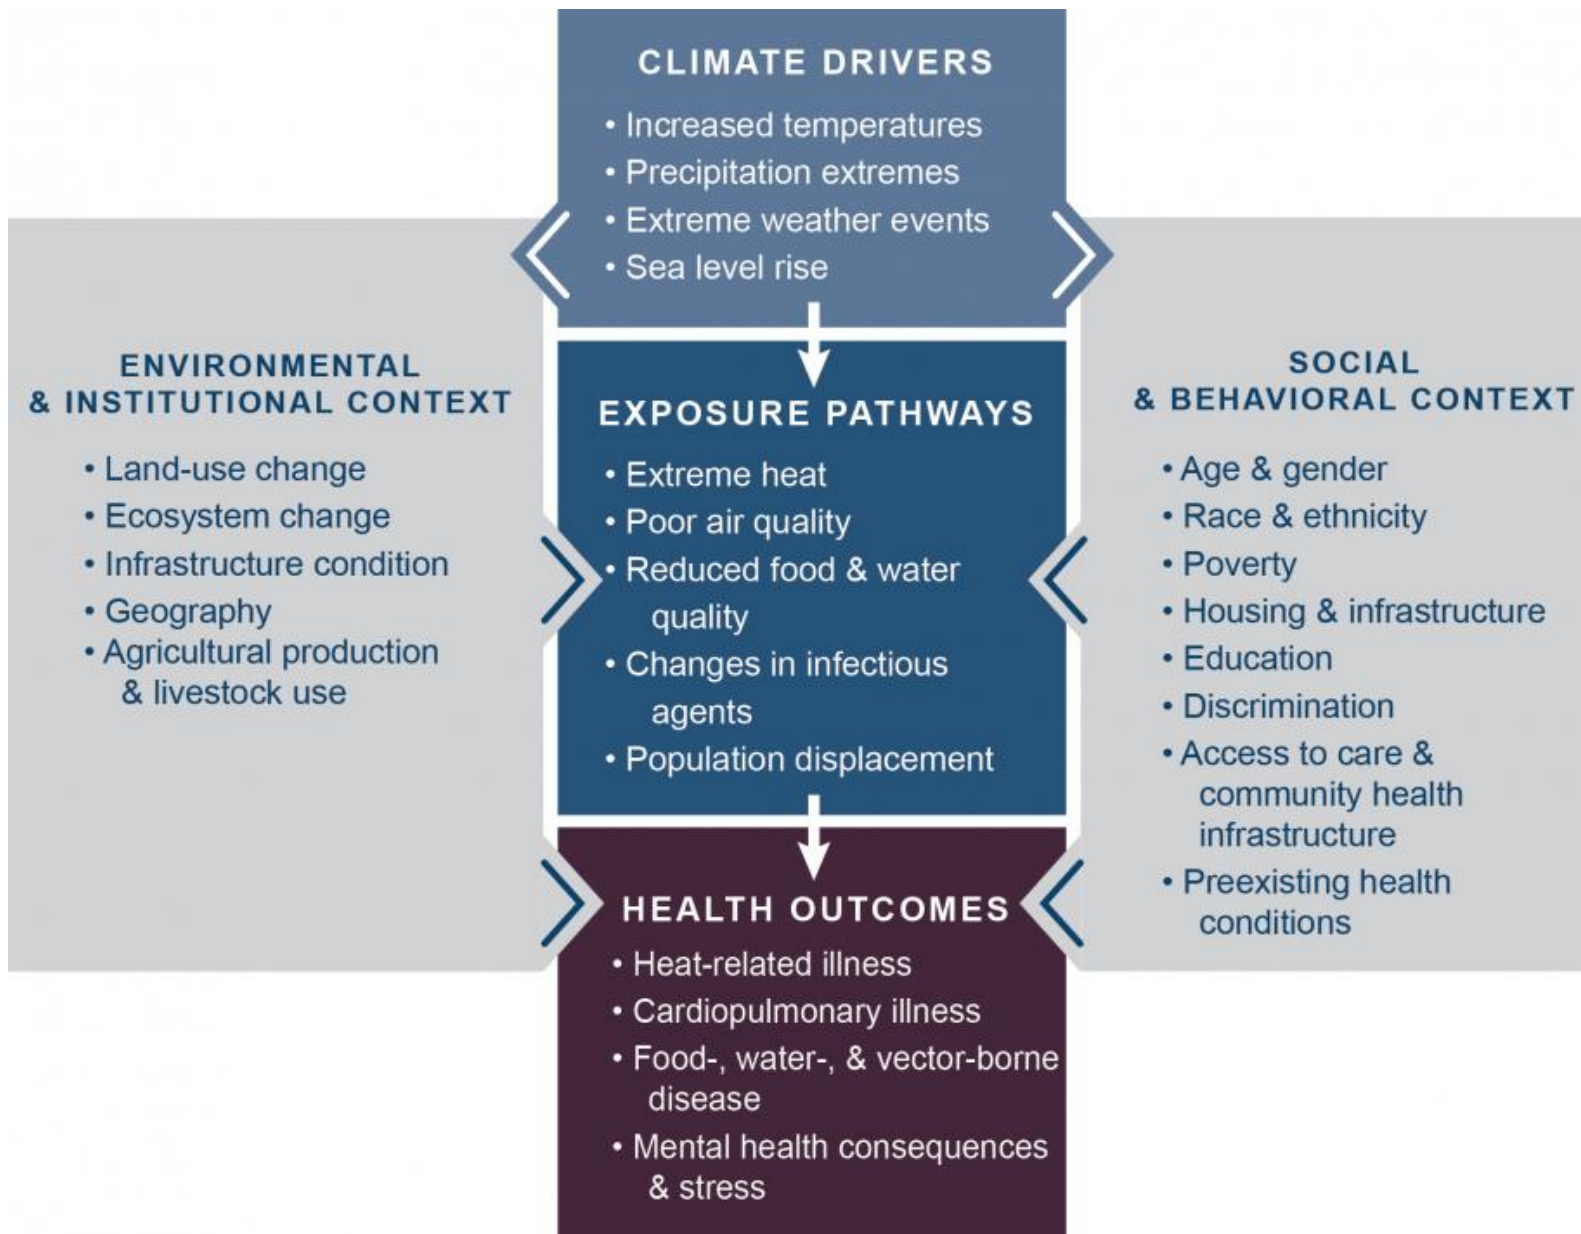 CLIMATE DRIVERS
• Increased temperatures
• Precipitation extremes
• Extreme weather events
• Sea level rise
ENVIRONMENTAL
& INSTITUTIONAL CONTEXT
• Land-use change
• Ecosystem change
• Infrastructure condition
• Geography
• Agricultural production
& livestock use
EXPOSURE PATHWAYS
• Extreme heat
• Poor air quality
• Reduced food & water
quality
• Changes in infectious
agents
• Population displacement
SOCIAL
& BEHAVIORAL CONTEXT
• Age & gender
• Race & ethnicity
• Poverty
• Housing & infrastructure
• Education
• Discrimination
• Access to care &
community health
infrastructure
• Preexisting health
conditions
HEALTH OUTCOMES
• Heat-related illness
• Cardiopulmonary illness
• Food-, water-, & vector-borne
disease
• Mental health consequences
& stress